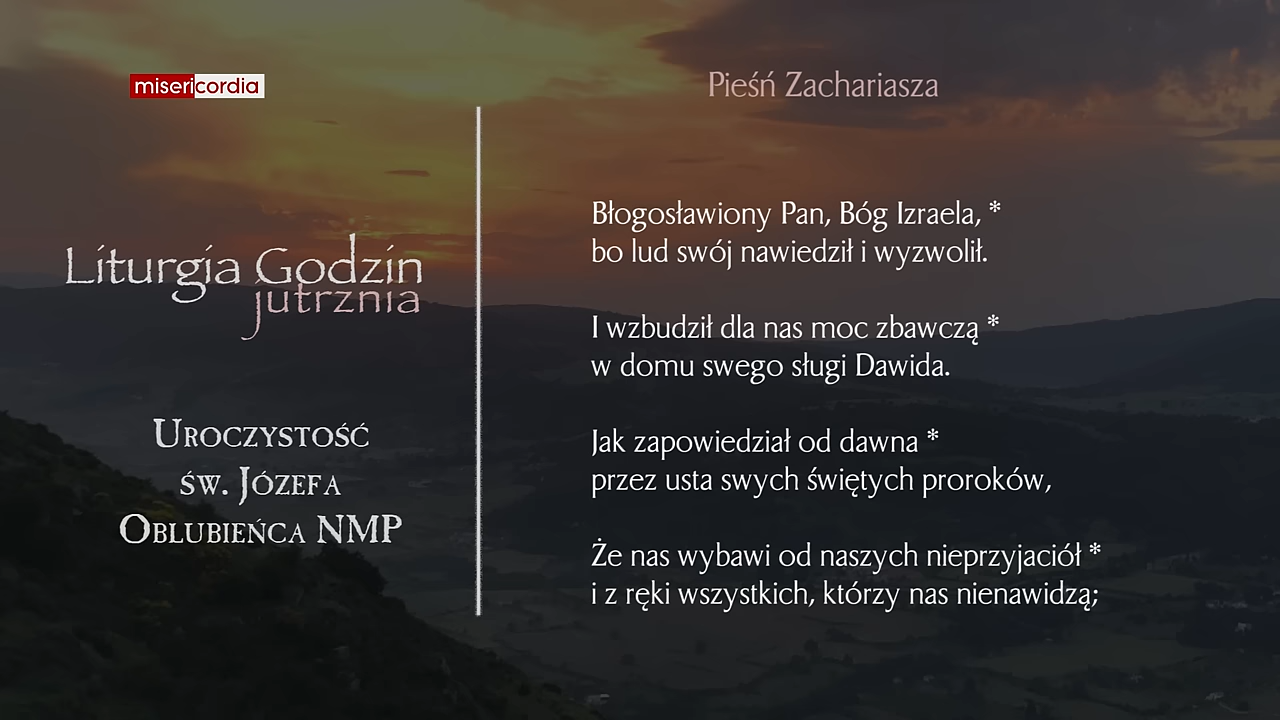 misericordia
Liturgia Godzin
jutrznia
Uroczystość
św. Józefa
Oblubieńca NMP
Pieśń Zachariasza
Błogosławiony Pan, Bóg Izraela, *
bo lud swój nawiedził i wyzwolił.
I wzbudził dla nas moc zbawczą *
w domu swego sługi Dawida.
Jak zapowiedział od dawna *
przez usta swych świętych proroków,
Że nas wybawi od naszych nieprzyjaciół *
i z ręki wszystkich, którzy nas nienawidzą;